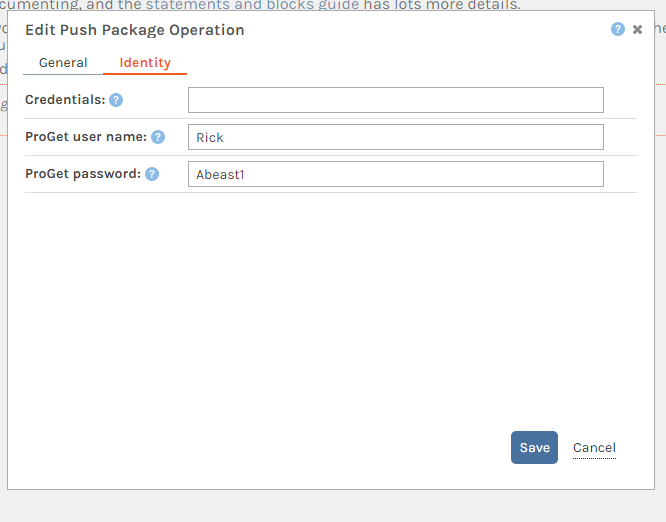 cumenting, and the statements and blocks guide has lots more details.
Edit Push Package Operation
General Identity
Credentials:
ProGet user name: Rick
ProGet password: Abeast1
Save Cancel